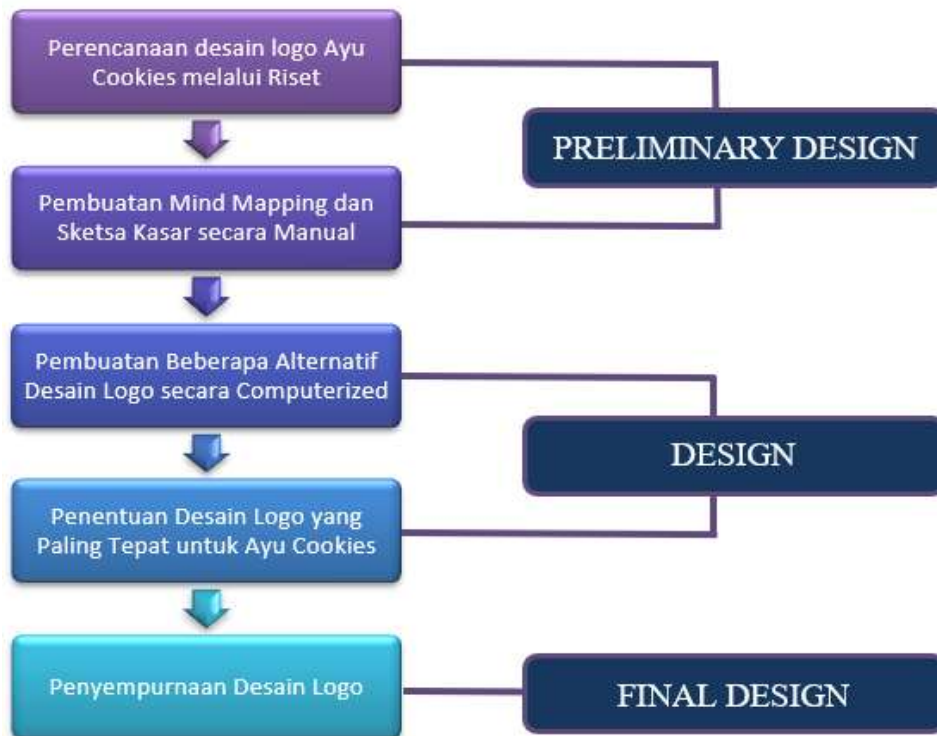 Perencanaan desain logo Ayu
Cookies melalui Riset
PRELIMINARY DESIGN
Pembuatan Mind Mapping dan
Sketsa Kasar secara Manual
Pembuatan Beberapa Alternatif
Desain Logo secara Computerized
DESIGN
Penentuan Desain Logo yang
Paling Tepat untuk Ayu Cookies
Penyempurnaan Desain Logo
FINAL DESIGN